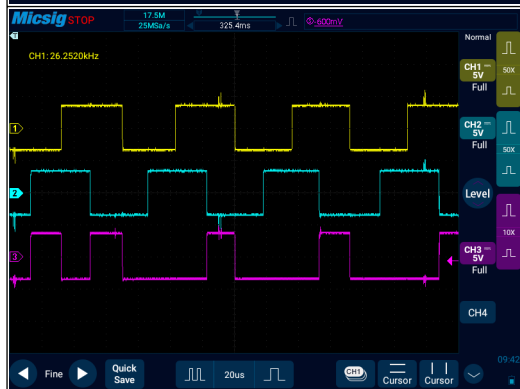 Micsig STOP
17.5M
25MSa/s
325.4ms
-600mV
Normal
CH1: 26.2520kHz
CH1
5V
Full
50X
1
CH2
5V
Full
50X
2
Level
10X
3
CH3
5V
Full
CH4
09:42
Fine
Quick
Save
20us
CH1
Cursor
Cursor